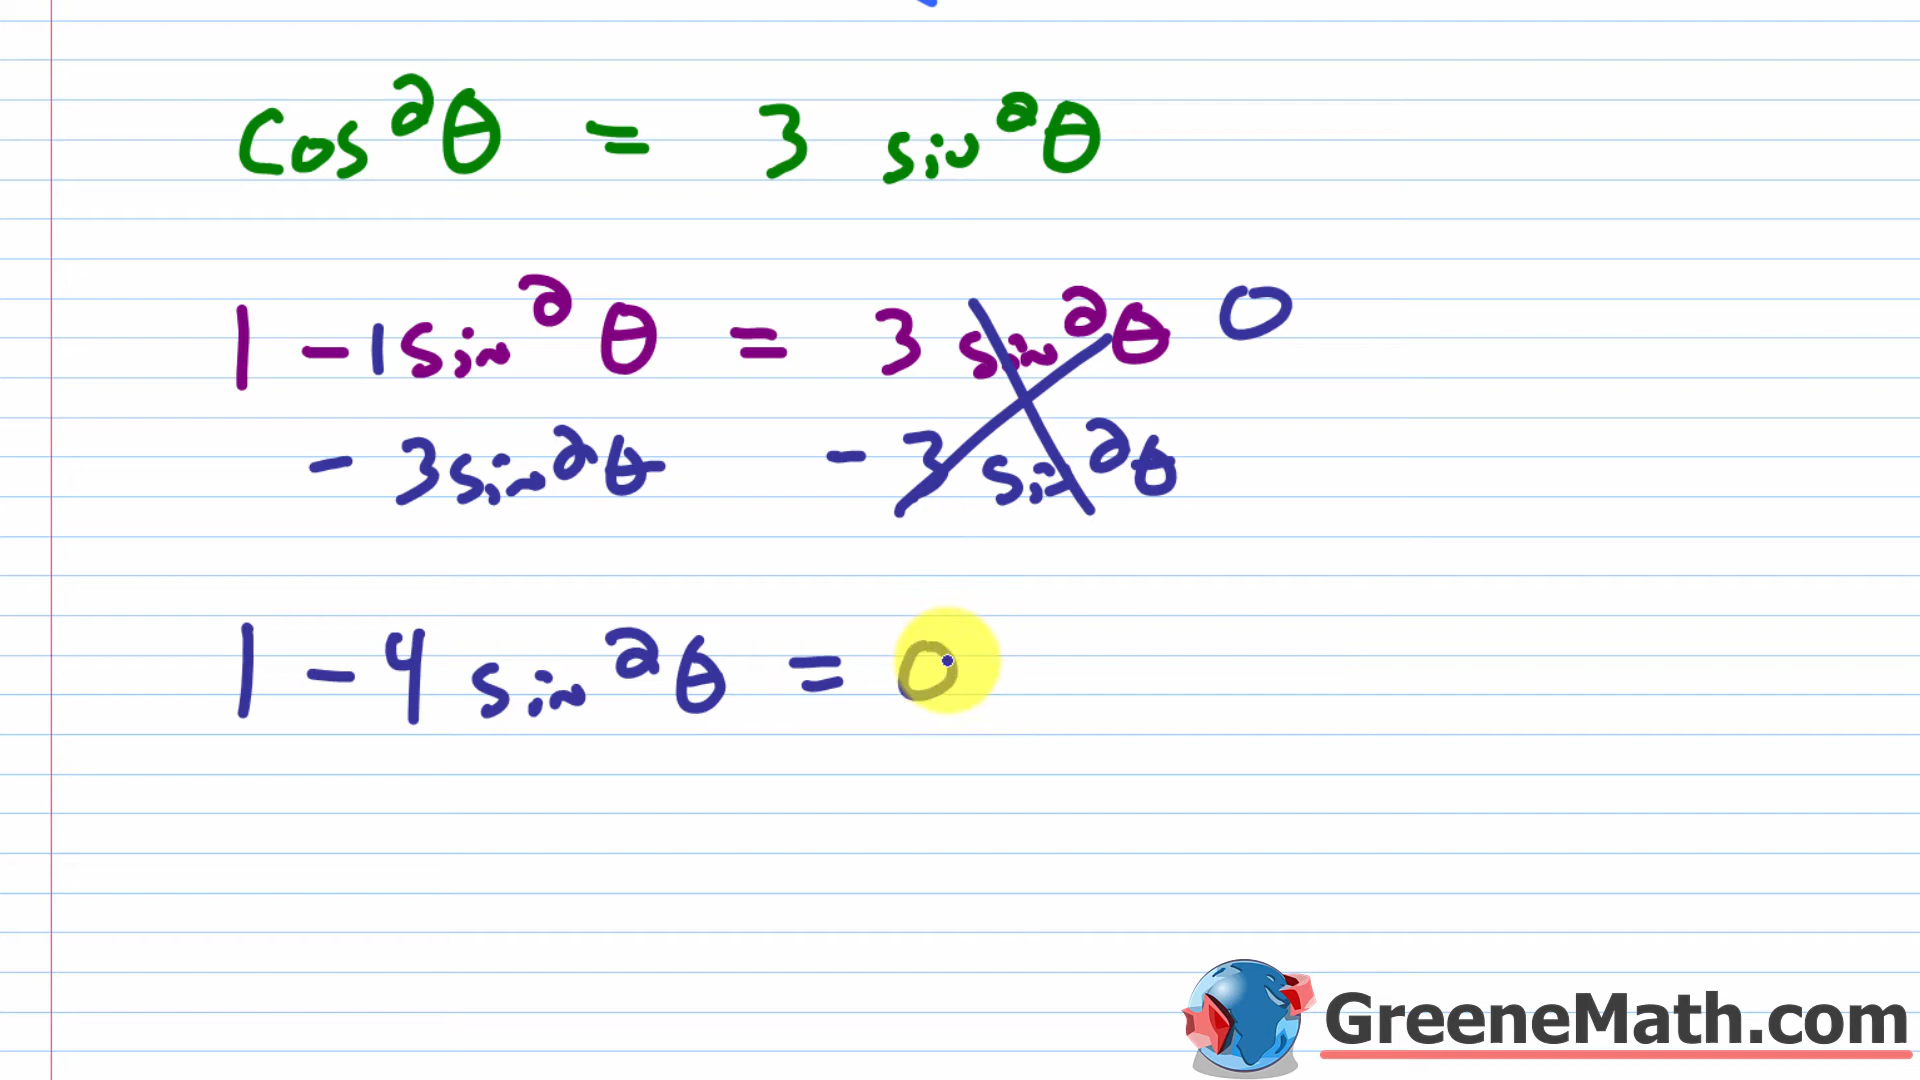 cos²θ = 3 sin²θ
1 - 1sin²θ = 3 sin²θ 0
- 3sin²θ - 3 sin²θ
1 - 4 sin²θ = 0
GreeneMath.com